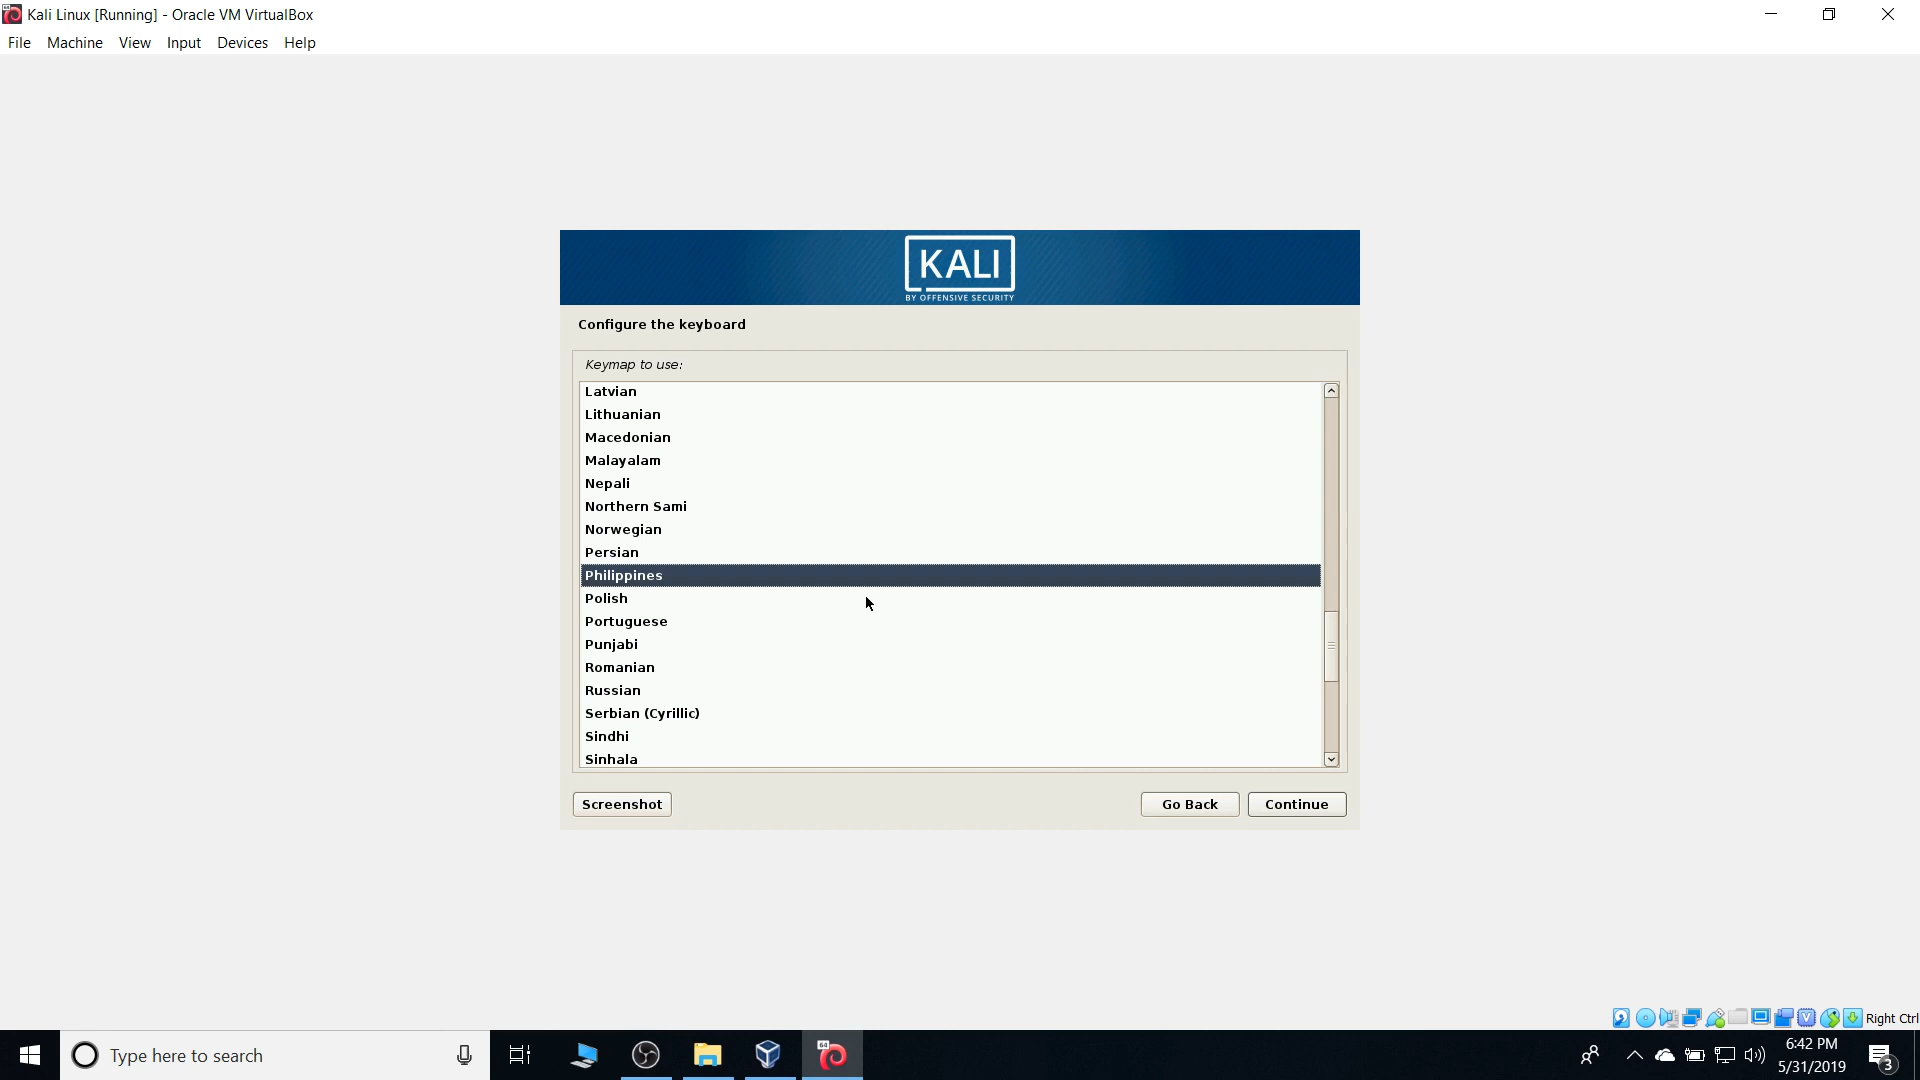 Kali Linux [Running] - Oracle VM VirtualBox
File Machine View Input Devices Help
KALI
BY OFFENSIVE SECURITY
Configure the keyboard
Keymap to use:
Latvian
Lithuanian
Macedonian
Malayalam
Nepali
Northern Sami
Norwegian
Persian
Philippines
Polish
Portuguese
Punjabi
Romanian
Russian
Serbian (Cyrillic)
Sindhi
Sinhala
Screenshot Go Back Continue
Right Ctrl
Type here to search
64
6:42 PM
5/31/2019
3